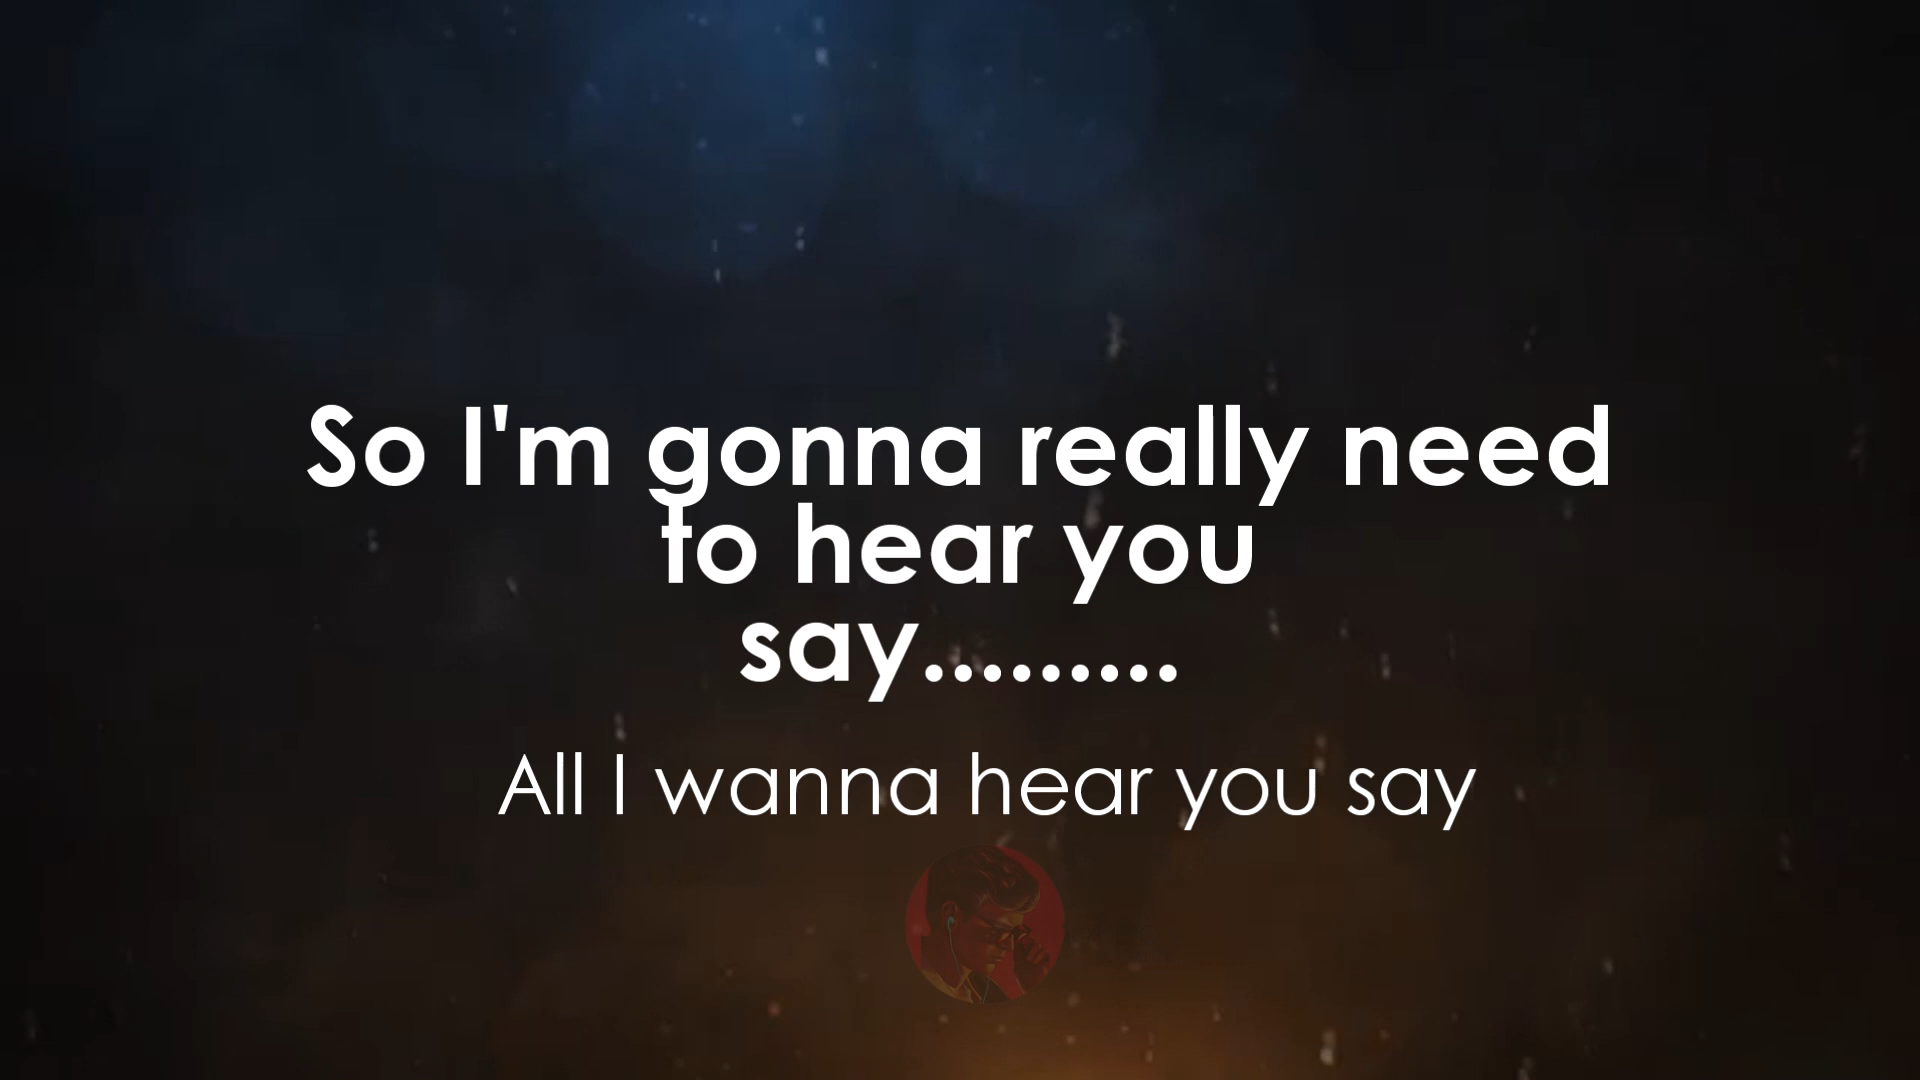 So I'm gonna really need
to hear you
say.........
All I wanna hear you say